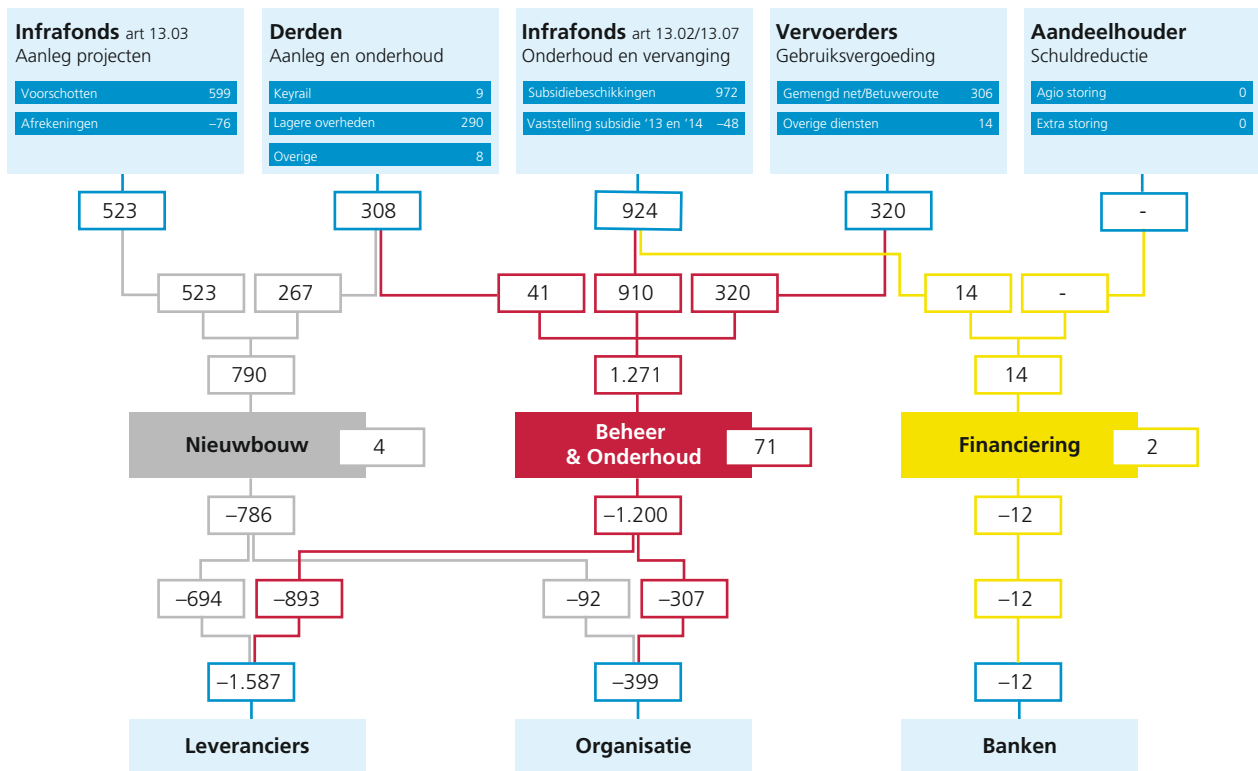 Infrafonds art 13.03
Aanleg projecten
Voorschotten 599
Afrekeningen –76
Derden
Aanleg en onderhoud
Keyrail 9
Lagere overheden 290
Overige 8
Infrafonds art 13.02/13.07
Onderhoud en vervanging
Subsidiebeschikkingen 972
Vaststelling subsidie ’13 en ’14 –48
Vervoerders
Gebruiksvergoeding
Gemengd net/Betuweroute 306
Overige diensten 14
Aandeelhouder
Schuldreductie
Agio storing 0
Extra storing 0
523 308 924 320 -
523 267 41 910 320 14 -
790 1.271 14
Nieuwbouw 4
Beheer
& Onderhoud 71
Financiering 2
–786 –1.200 –12
–694 –893 –92 –307 –12
–1.587 –399 –12
Leveranciers Organisatie Banken